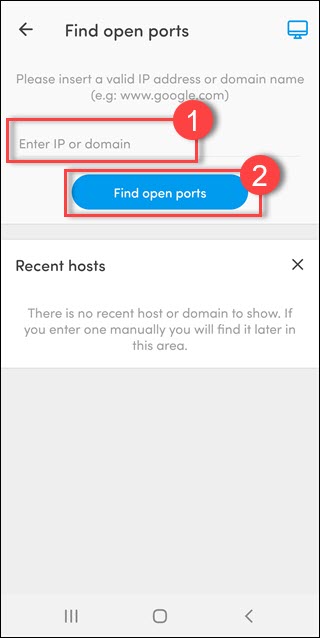 Find open ports
Please insert a valid IP address or domain name
(e.g: www.google.com)
1
Enter IP or domain
2
Find open ports
Recent hosts
There is no recent host or domain to show. If
you enter one manually you will find it later in
this area.